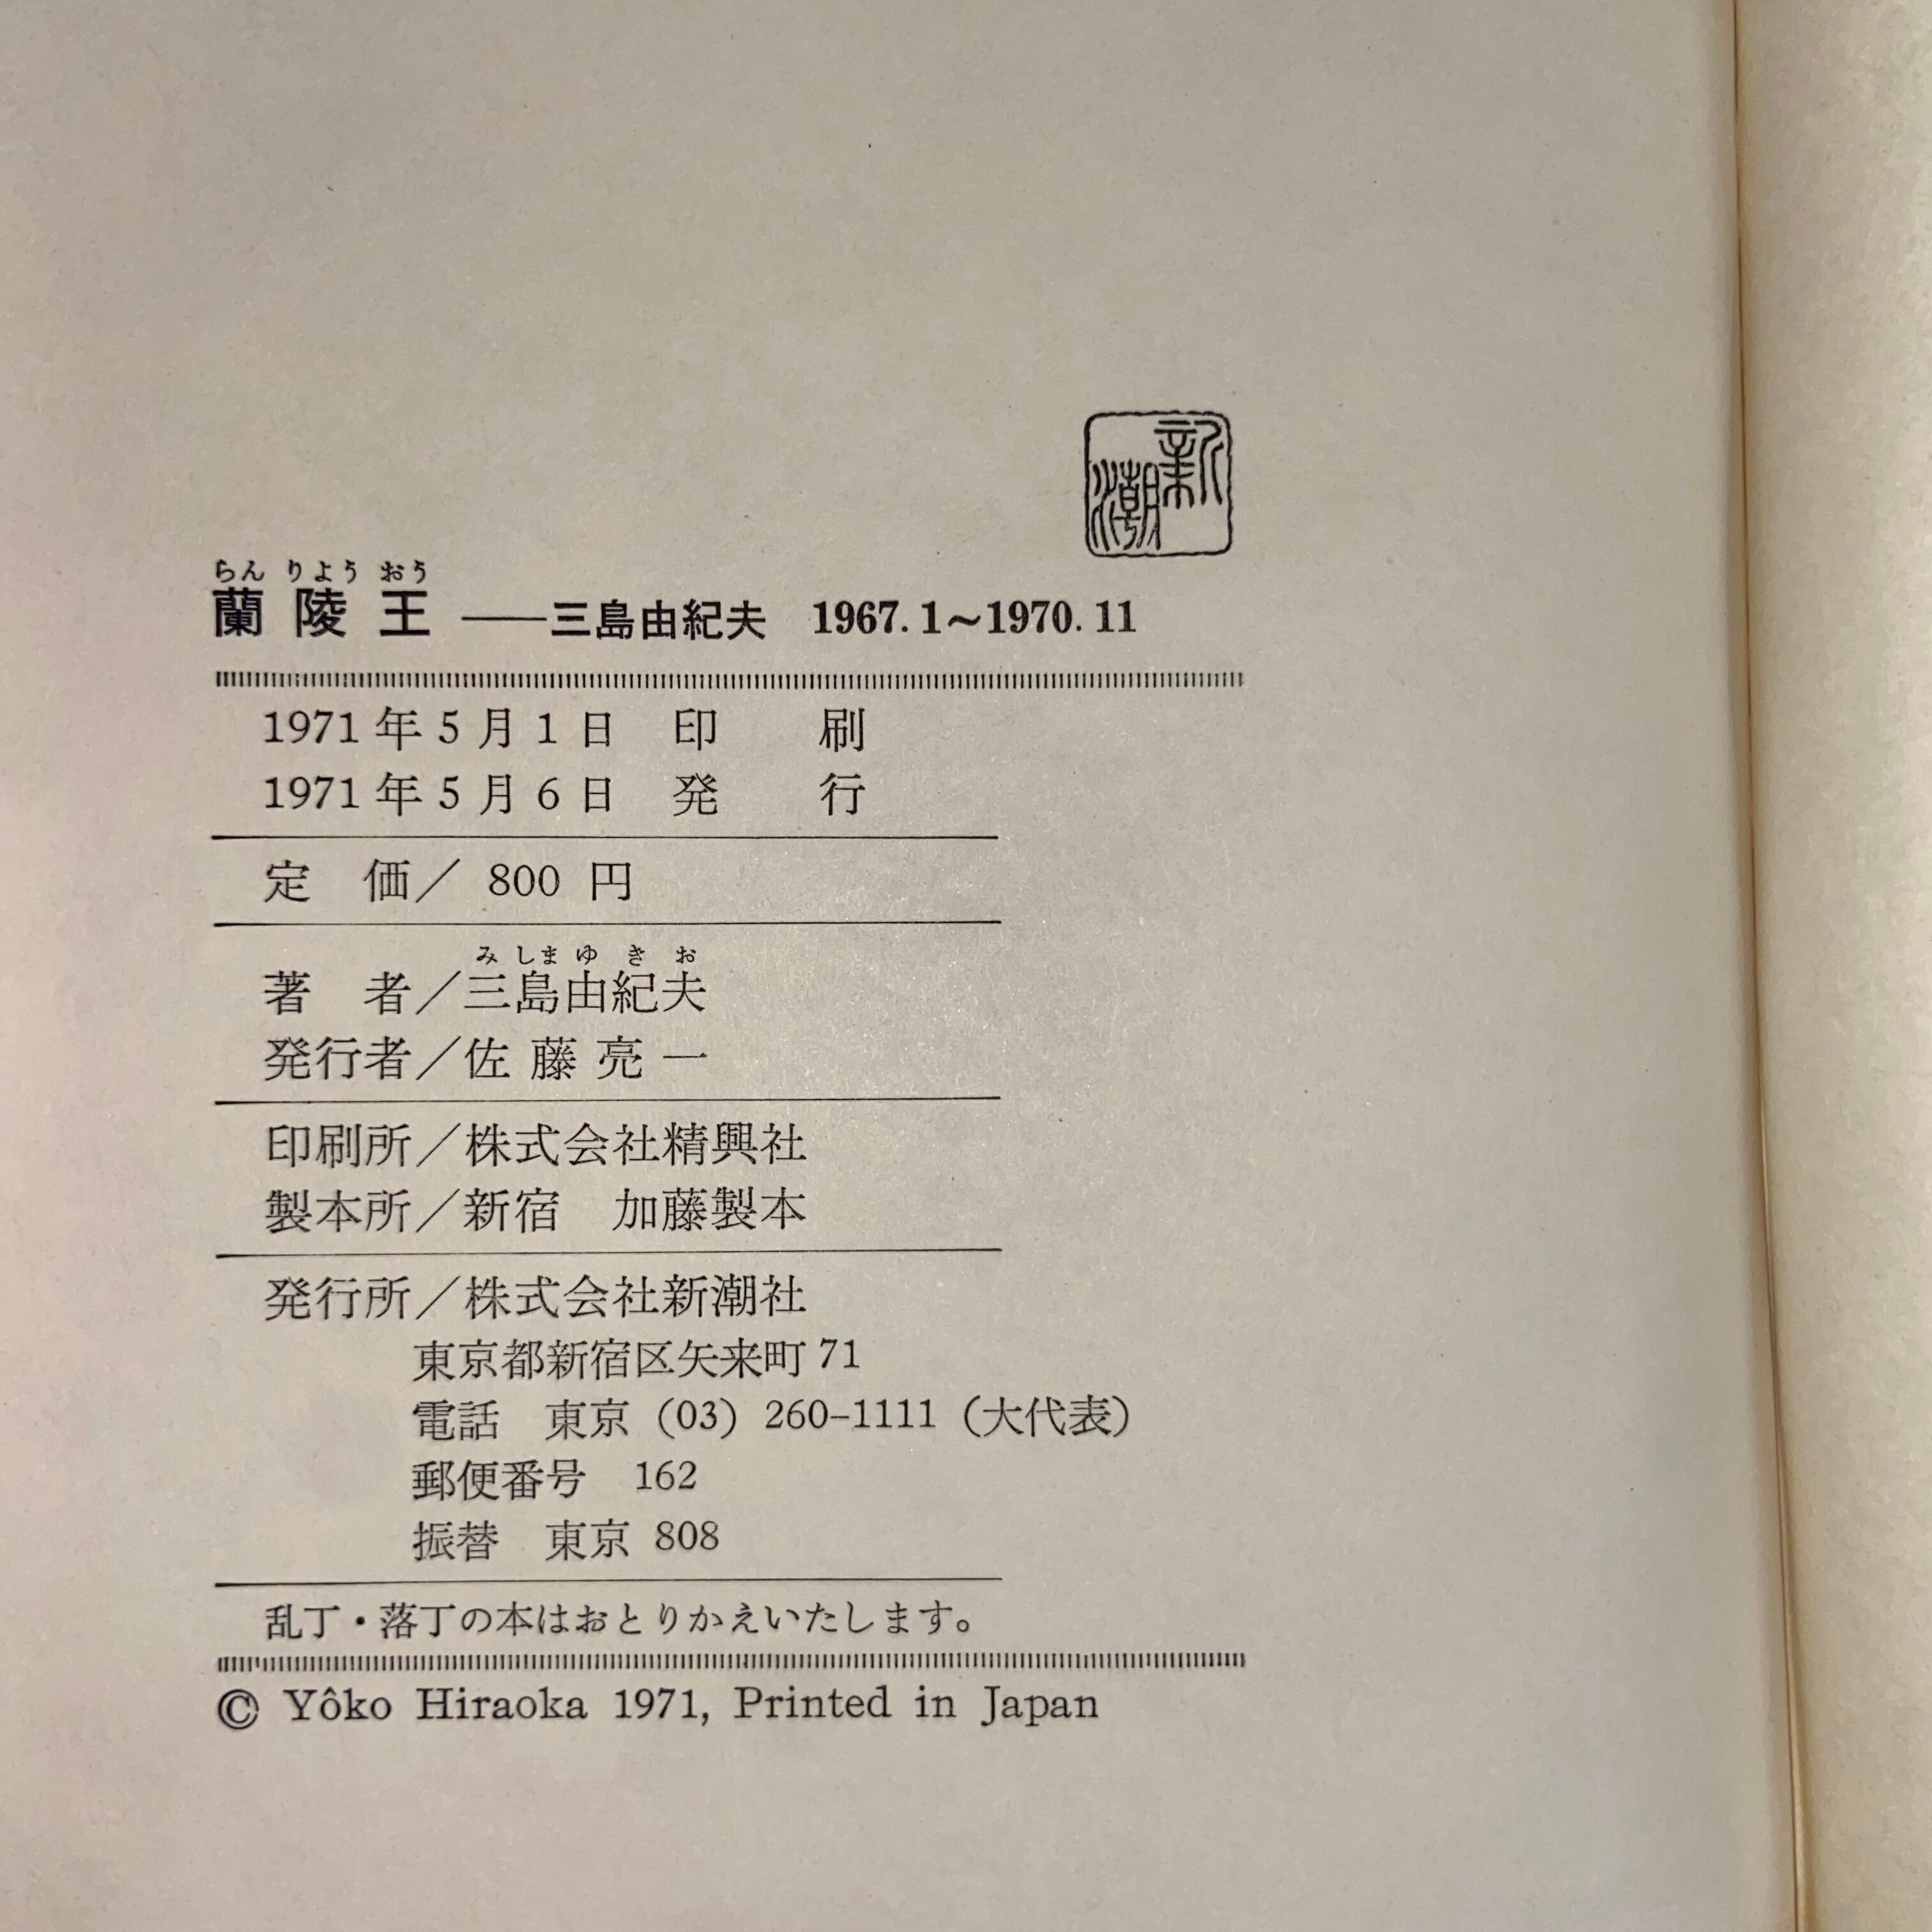 新潮
らん りよう おう
蘭陵王――三島由紀夫 1967.1〜1970.11
1971年5月1日 印 刷
1971年5月6日 発 行
定 価／ 800 円
みしまゆきお
著 者／三島由紀夫
発行者／佐藤亮一
印刷所／株式会社精興社
製本所／新宿 加藤製本
発行所／株式会社新潮社
東京都新宿区矢来町71
電話 東京 (03) 260-1111 (大代表)
郵便番号 162
振替 東京 808
乱丁・落丁の本はおとりかえいたします。
© Yôko Hiraoka 1971, Printed in Japan